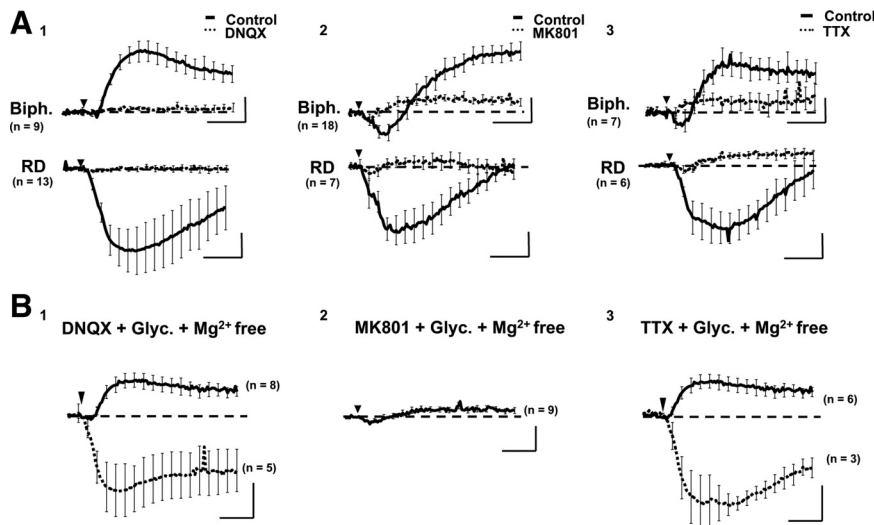 A
1
Control
DNQX
Biph.
(n = 9)
RD
(n = 13)
2
Control
MK801
Biph.
(n = 18)
RD
(n = 7)
3
Control
TTX
Biph.
(n = 7)
RD
(n = 6)
B
1
DNQX + Glyc. + Mg²⁺ free
(n = 8)
(n = 5)
2
MK801 + Glyc. + Mg²⁺ free
(n = 9)
3
TTX + Glyc. + Mg²⁺ free
(n = 6)
(n = 3)